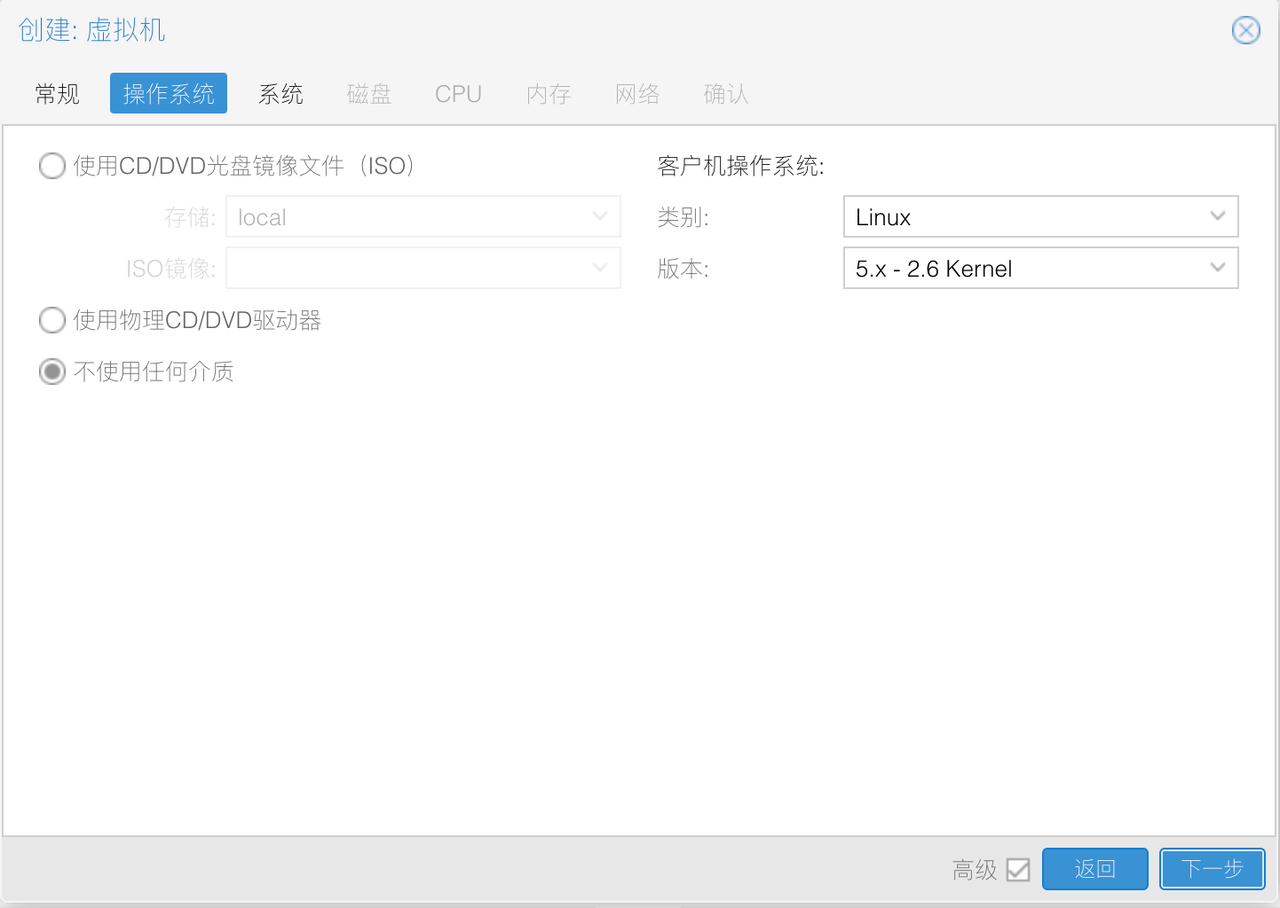 创建: 虚拟机
常规 操作系统 系统 磁盘 CPU 内存 网络 确认
使用CD/DVD光盘镜像文件（ISO）
存储: local
ISO镜像:
使用物理CD/DVD驱动器
不使用任何介质
客户机操作系统:
类别: Linux
版本: 5.x - 2.6 Kernel
高级 返回 下一步